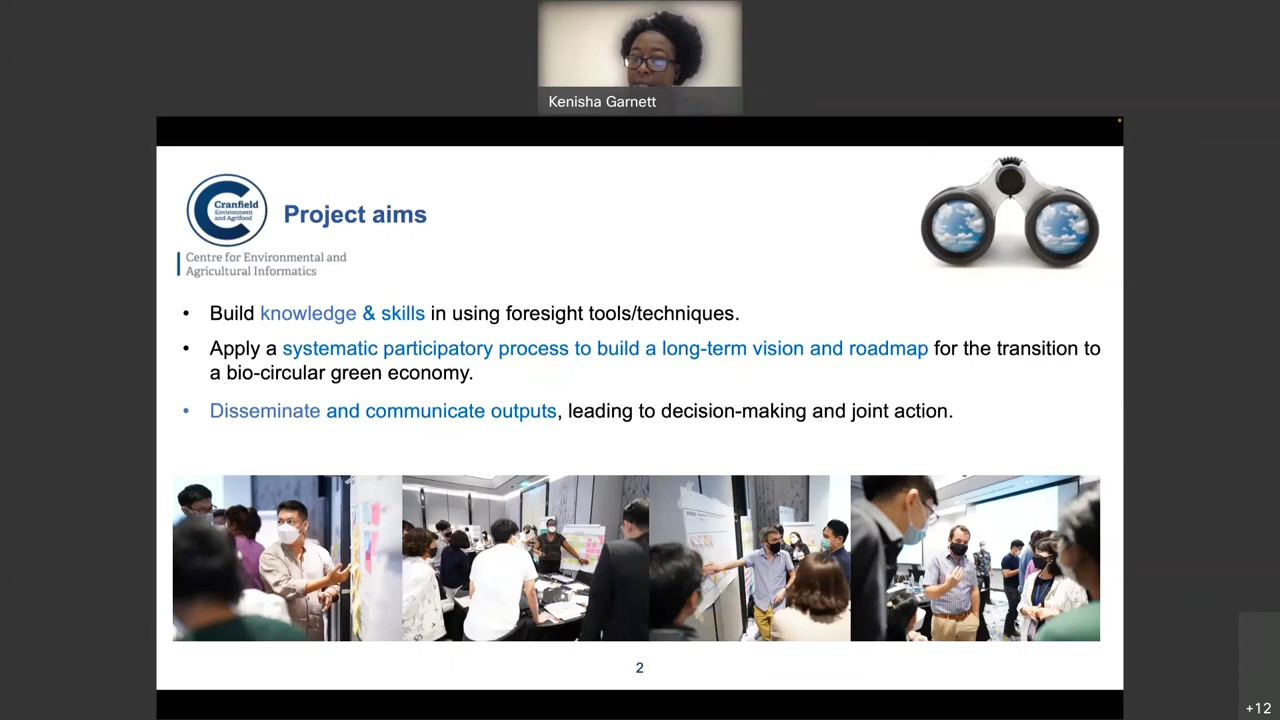 Kenisha Garnett
Cranfield
Environment
and Agrifood
Project aims
Centre for Environmental and
Agricultural Informatics
• Build knowledge & skills in using foresight tools/techniques.
• Apply a systematic participatory process to build a long-term vision and roadmap for the transition to
a bio-circular green economy.
• Disseminate and communicate outputs, leading to decision-making and joint action.
2
+12